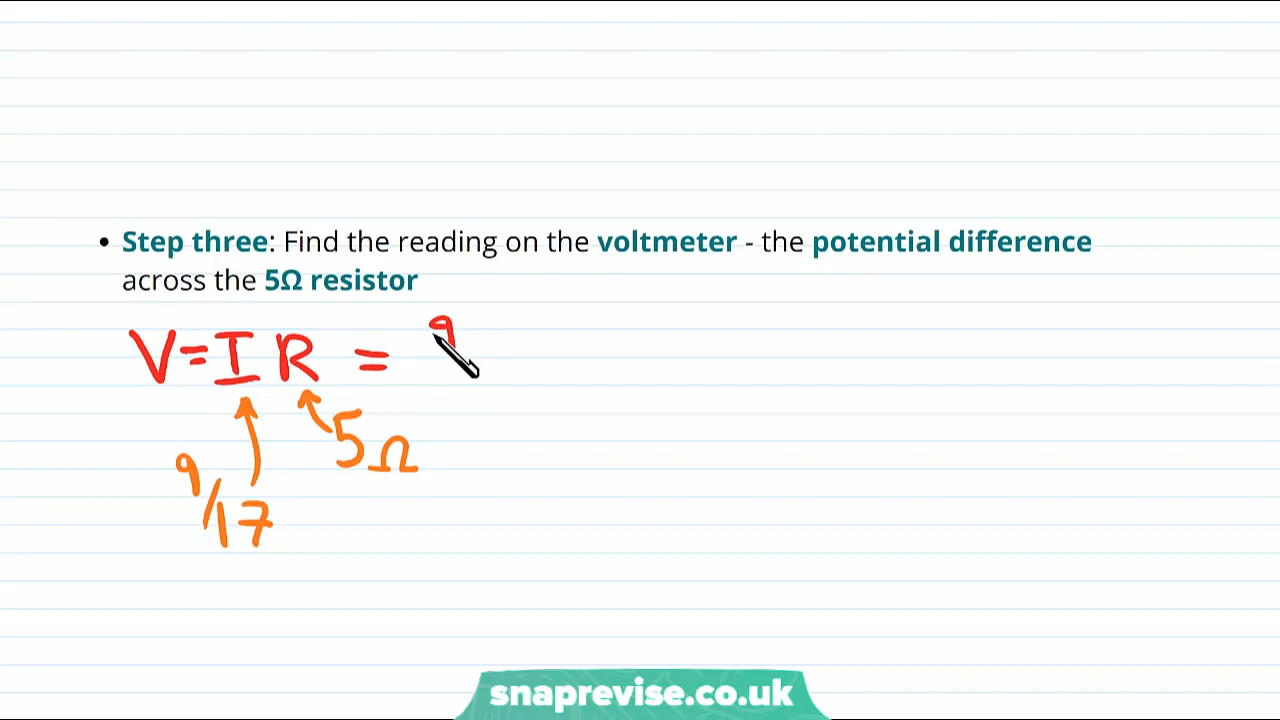 Step three: Find the reading on the voltmeter - the potential difference
across the 5Ω resistor
V = I R = 9
5Ω
9/17
snaprevise.co.uk